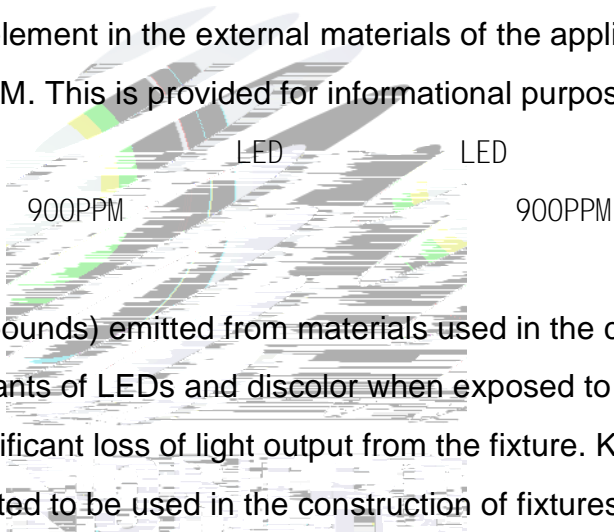 lement in the external materials of the appli
M. This is provided for informational purpos
LED LED
900PPM 900PPM
ounds) emitted from materials used in the c
ants of LEDs and discolor when exposed to
ificant loss of light output from the fixture. K
ted to be used in the construction of fixtures